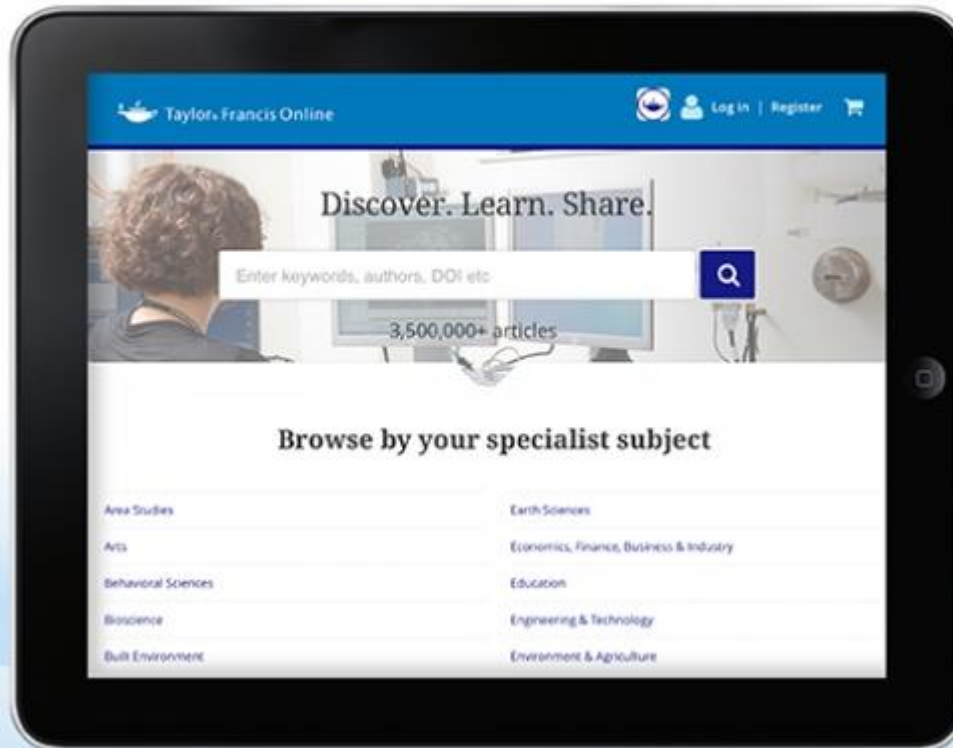 Taylor & Francis Online
Log in | Register
Discover. Learn. Share.
Enter keywords, authors, DOI etc
3,500,000+ articles
Browse by your specialist subject
Area Studies
Earth Sciences
Arts
Economics, Finance, Business & Industry
Behavioral Sciences
Education
Bioscience
Engineering & Technology
Built Environment
Environment & Agriculture